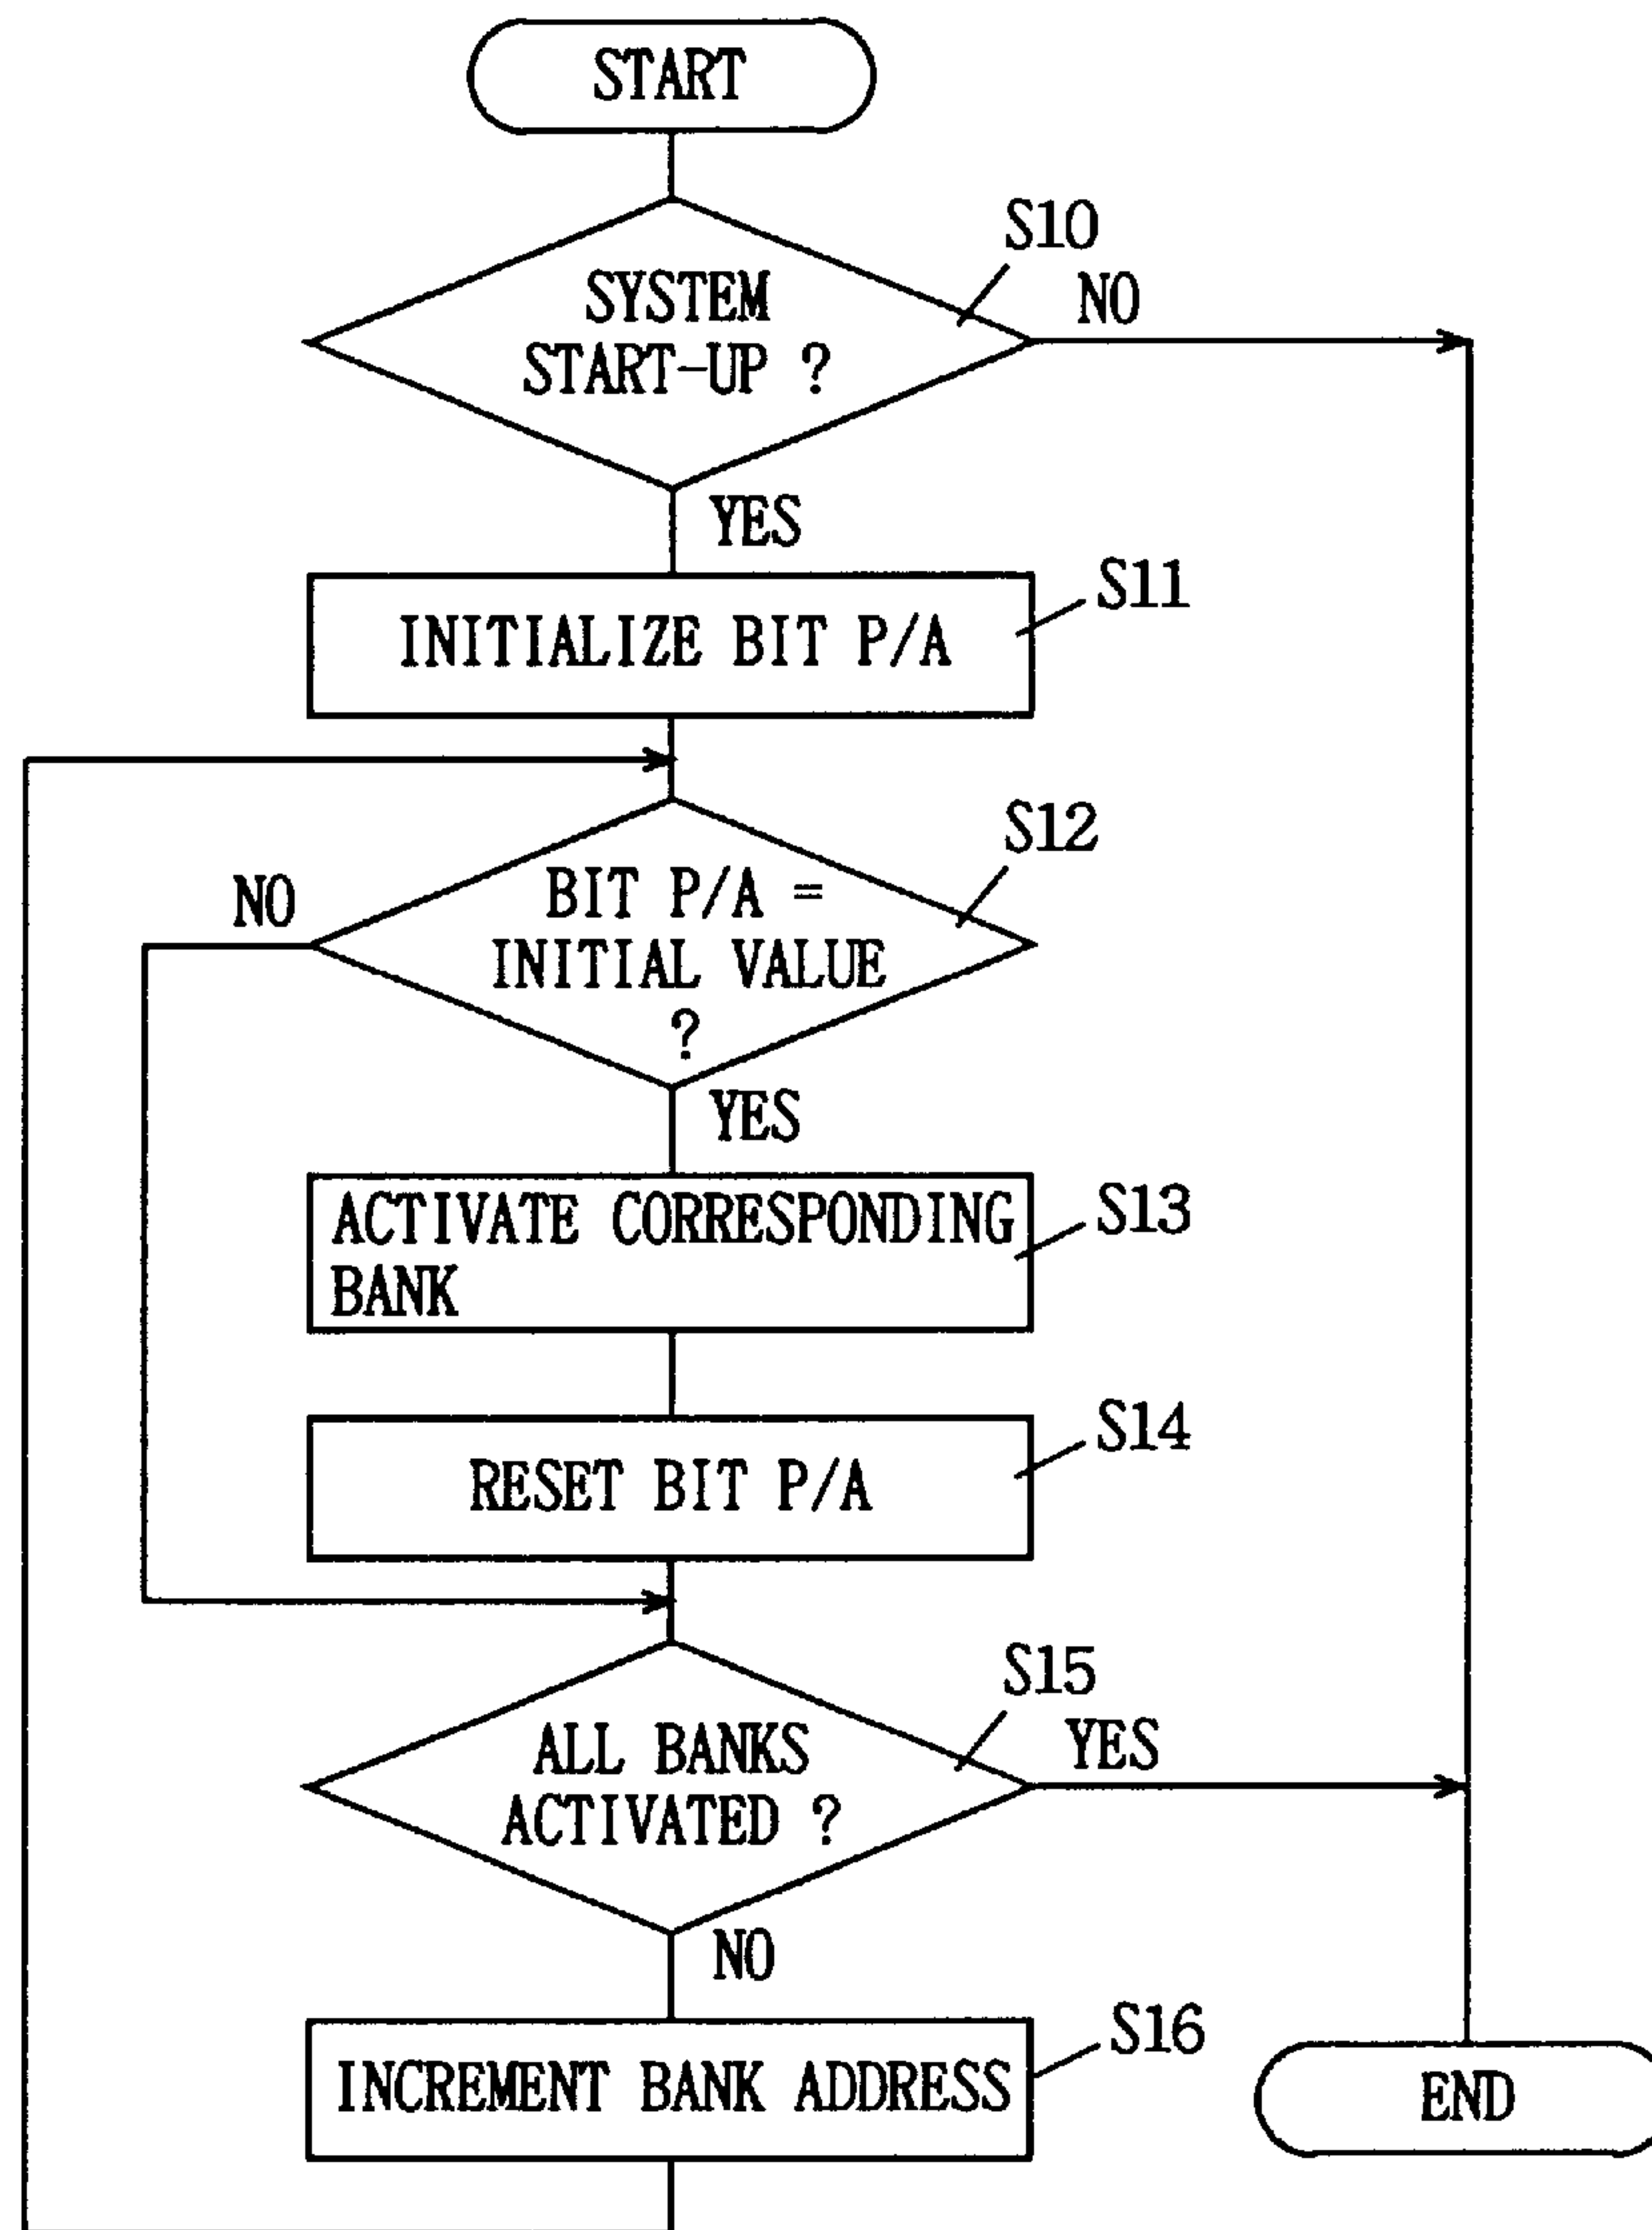 START
S10
SYSTEM
START-UP ?
NO
YES
S11
INITIALIZE BIT P/A
S12
NO
BIT P/A =
INITIAL VALUE
?
YES
S13
ACTIVATE CORRESPONDING
BANK
S14
RESET BIT P/A
S15
ALL BANKS
ACTIVATED ?
YES
NO
S16
INCREMENT BANK ADDRESS
END